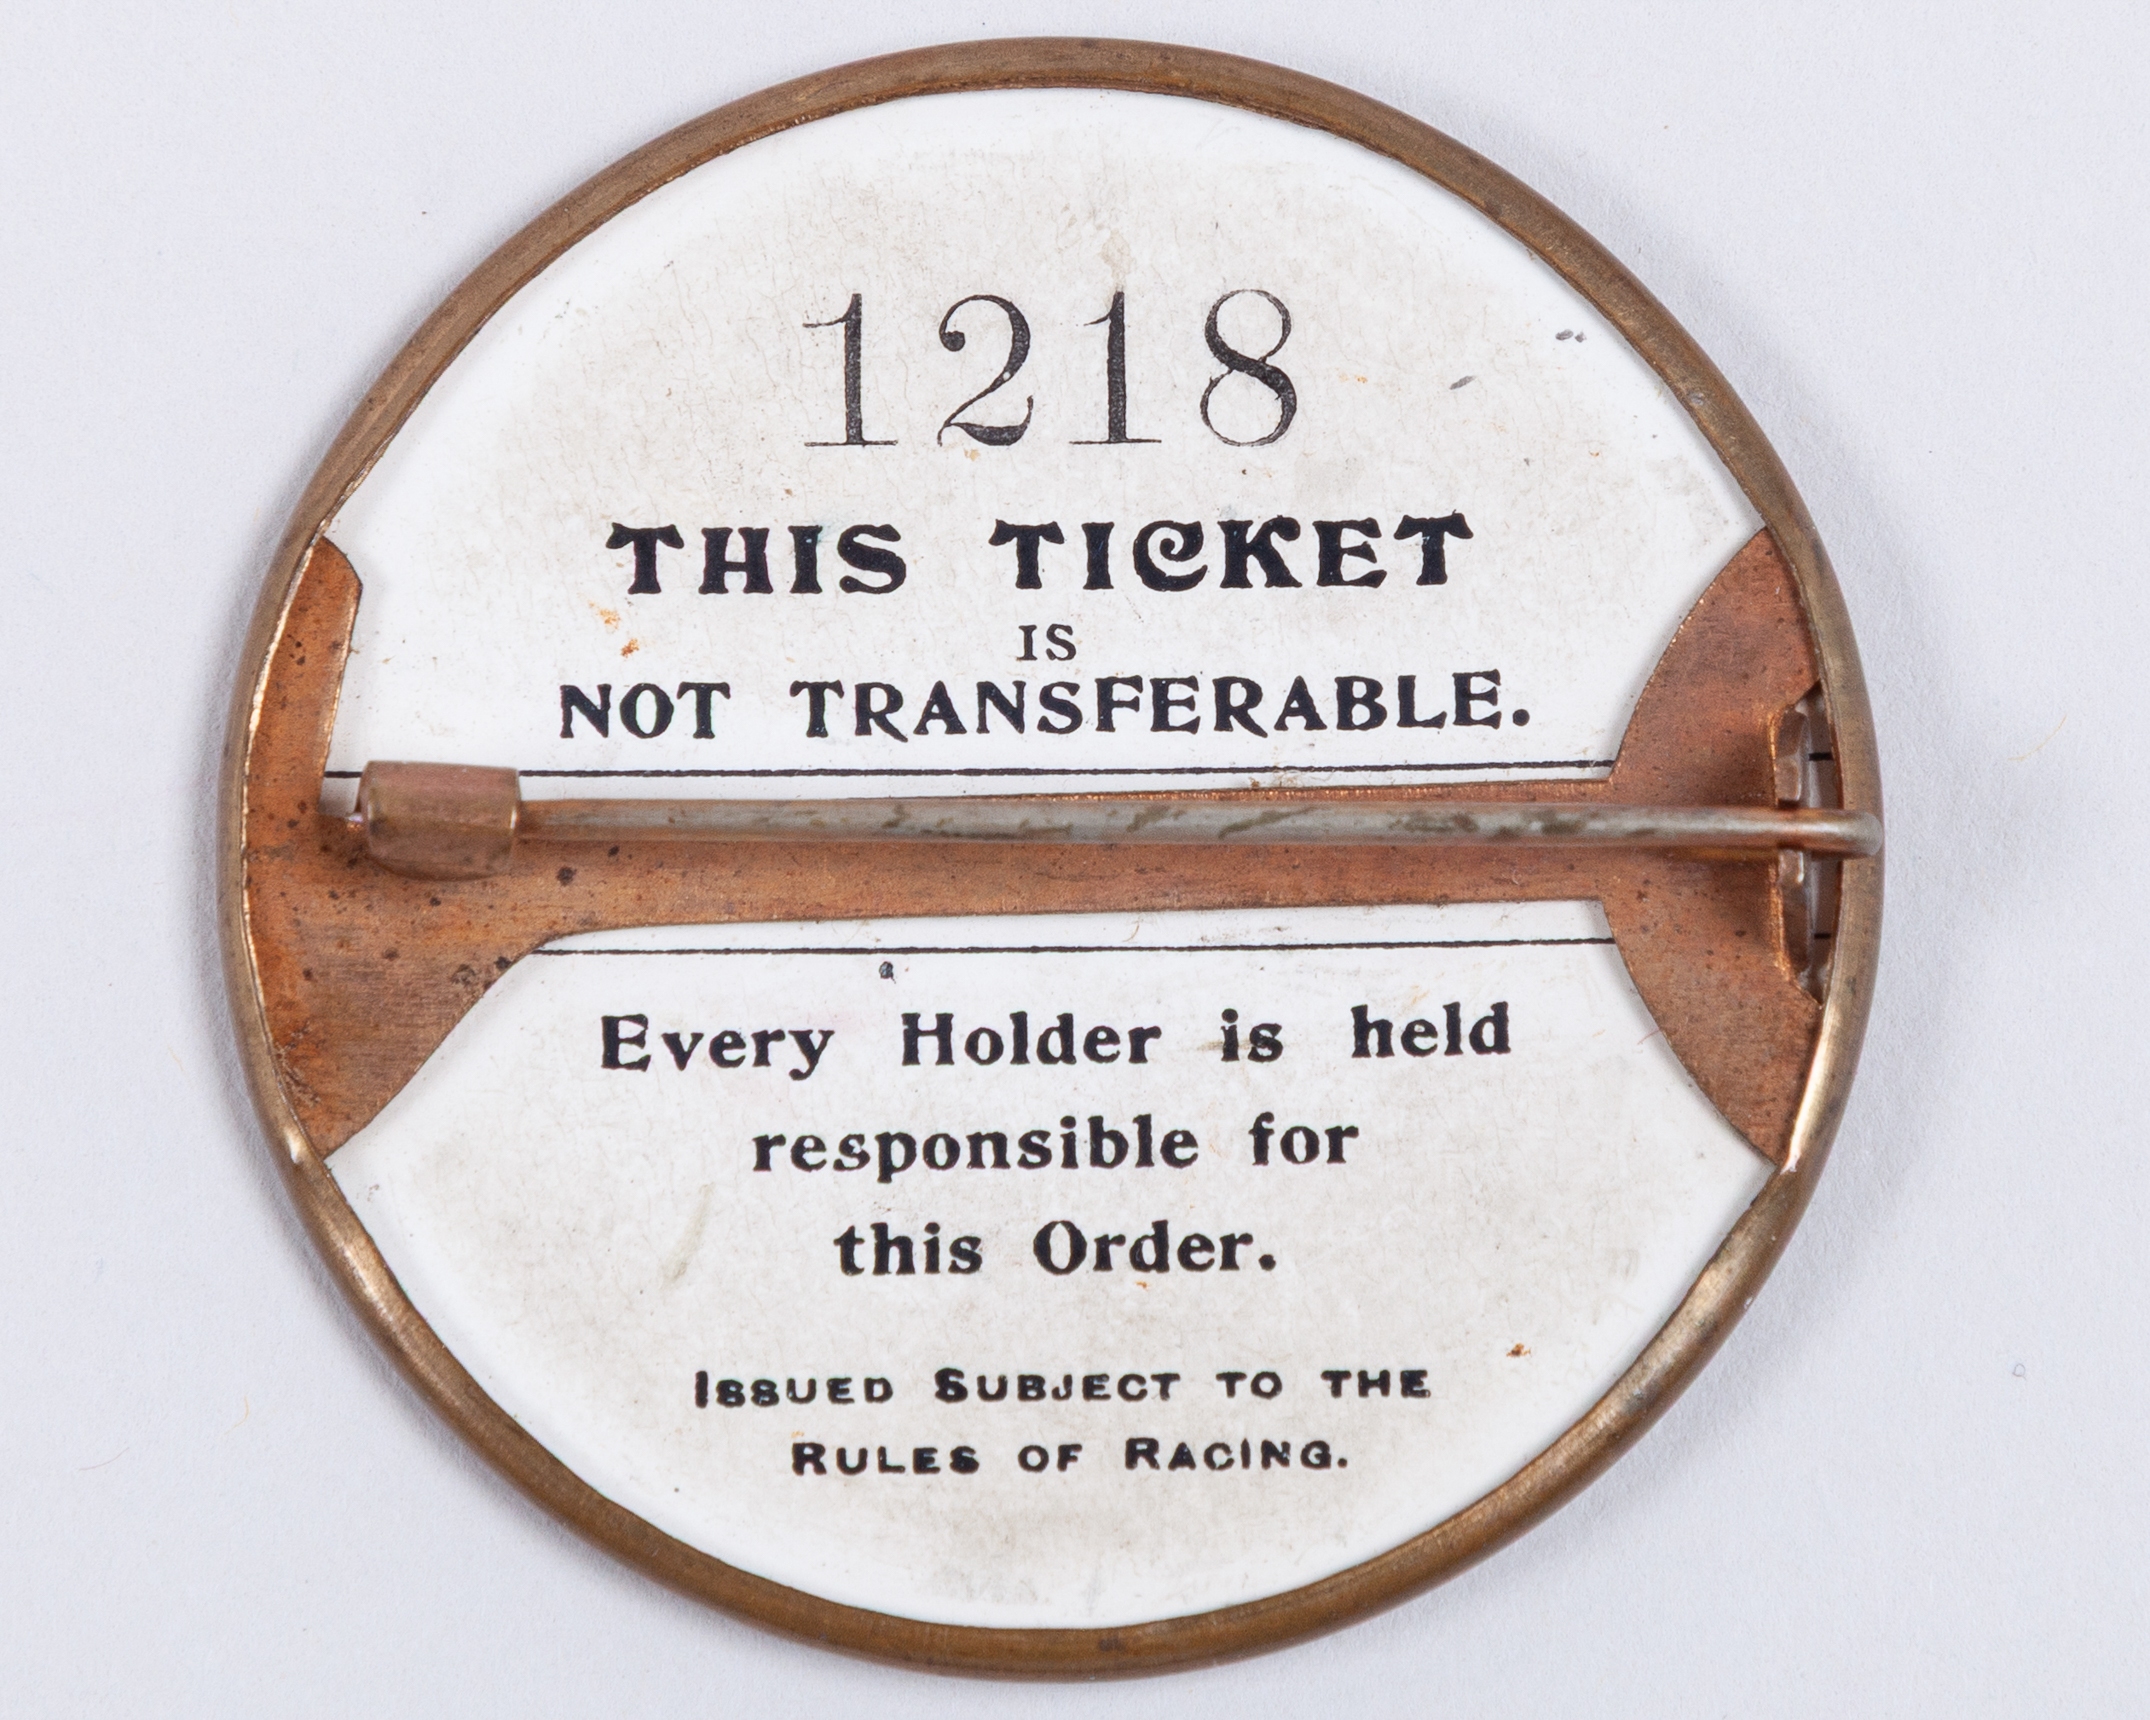 1218
THIS TICKET
IS
NOT TRANSFERABLE.
Every Holder is held
responsible for
this Order.
ISSUED SUBJECT TO THE
RULES OF RACING.